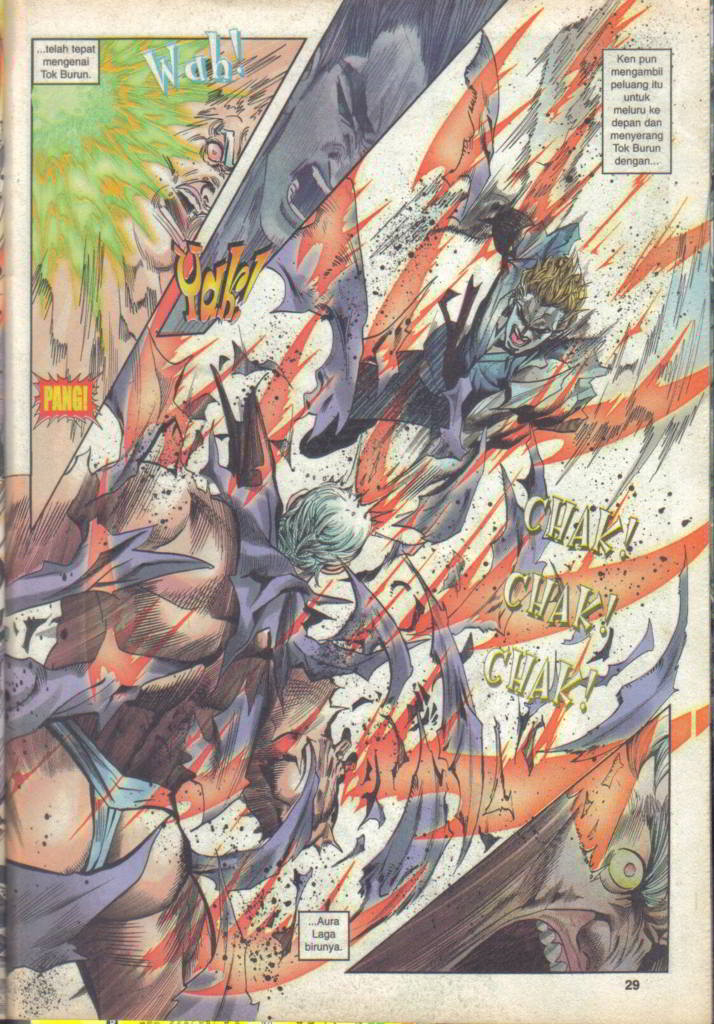 ...telah tepat
mengenai
Tok Burun.
Wah!
Ken pun
mengambil
peluang itu
untuk
meluru ke
depan dan
menyerang
Tok Burun
dengan...
Yah!
PANG!
CHAK!
CHAK!
CHAK!
...Aura
Laga
birunya.
29